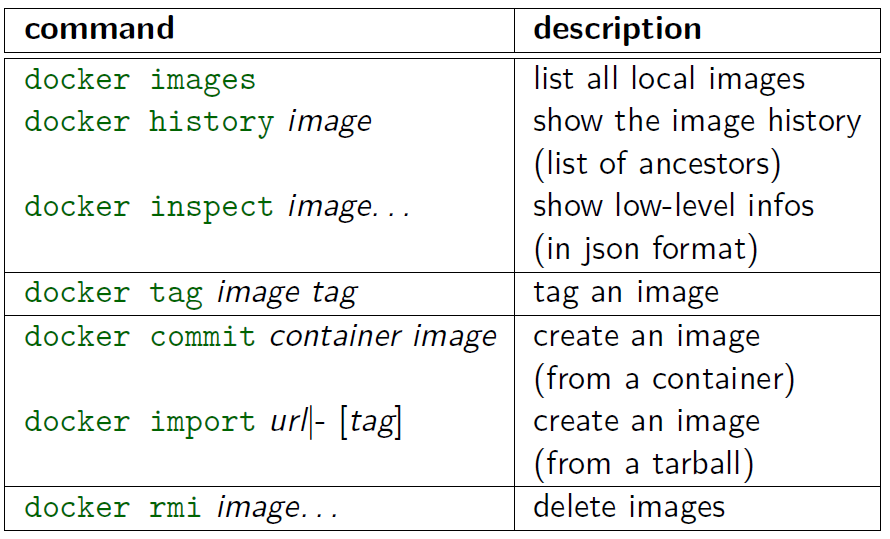 command description
docker images list all local images
docker history image show the image history
(list of ancestors)
docker inspect image... show low-level infos
(in json format)
docker tag image tag tag an image
docker commit container image create an image
(from a container)
docker import url|- [tag] create an image
(from a tarball)
docker rmi image... delete images